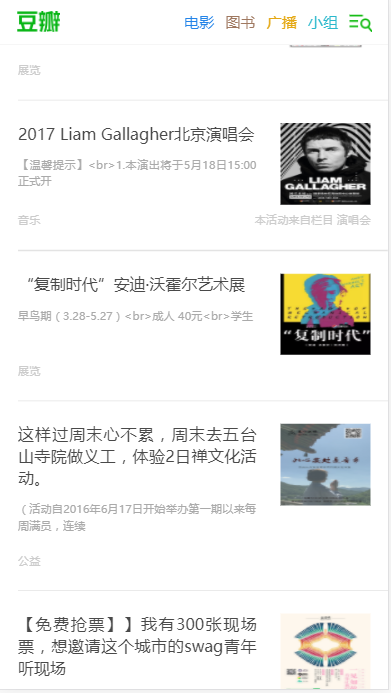 豆瓣
电影 图书 广播 小组
展览
2017 Liam Gallagher北京演唱会
【温馨提示】<br>1.本演出将于5月18日15:00
正式开
LIAM
GALLAGHER
音乐
本活动来自栏目 演唱会
“复制时代”安迪·沃霍尔艺术展
早鸟期（3.28-5.27）<br>成人 40元<br>学生
“复制时代”
展览
这样过周末心不累，周末去五台
山寺院做义工，体验2日禅文化活
动。
（活动自2016年6月17日开始举办第一期以来每
周满员，连续
公益
【免费抢票】】我有300张现场
票，想邀请这个城市的swag青年
听现场